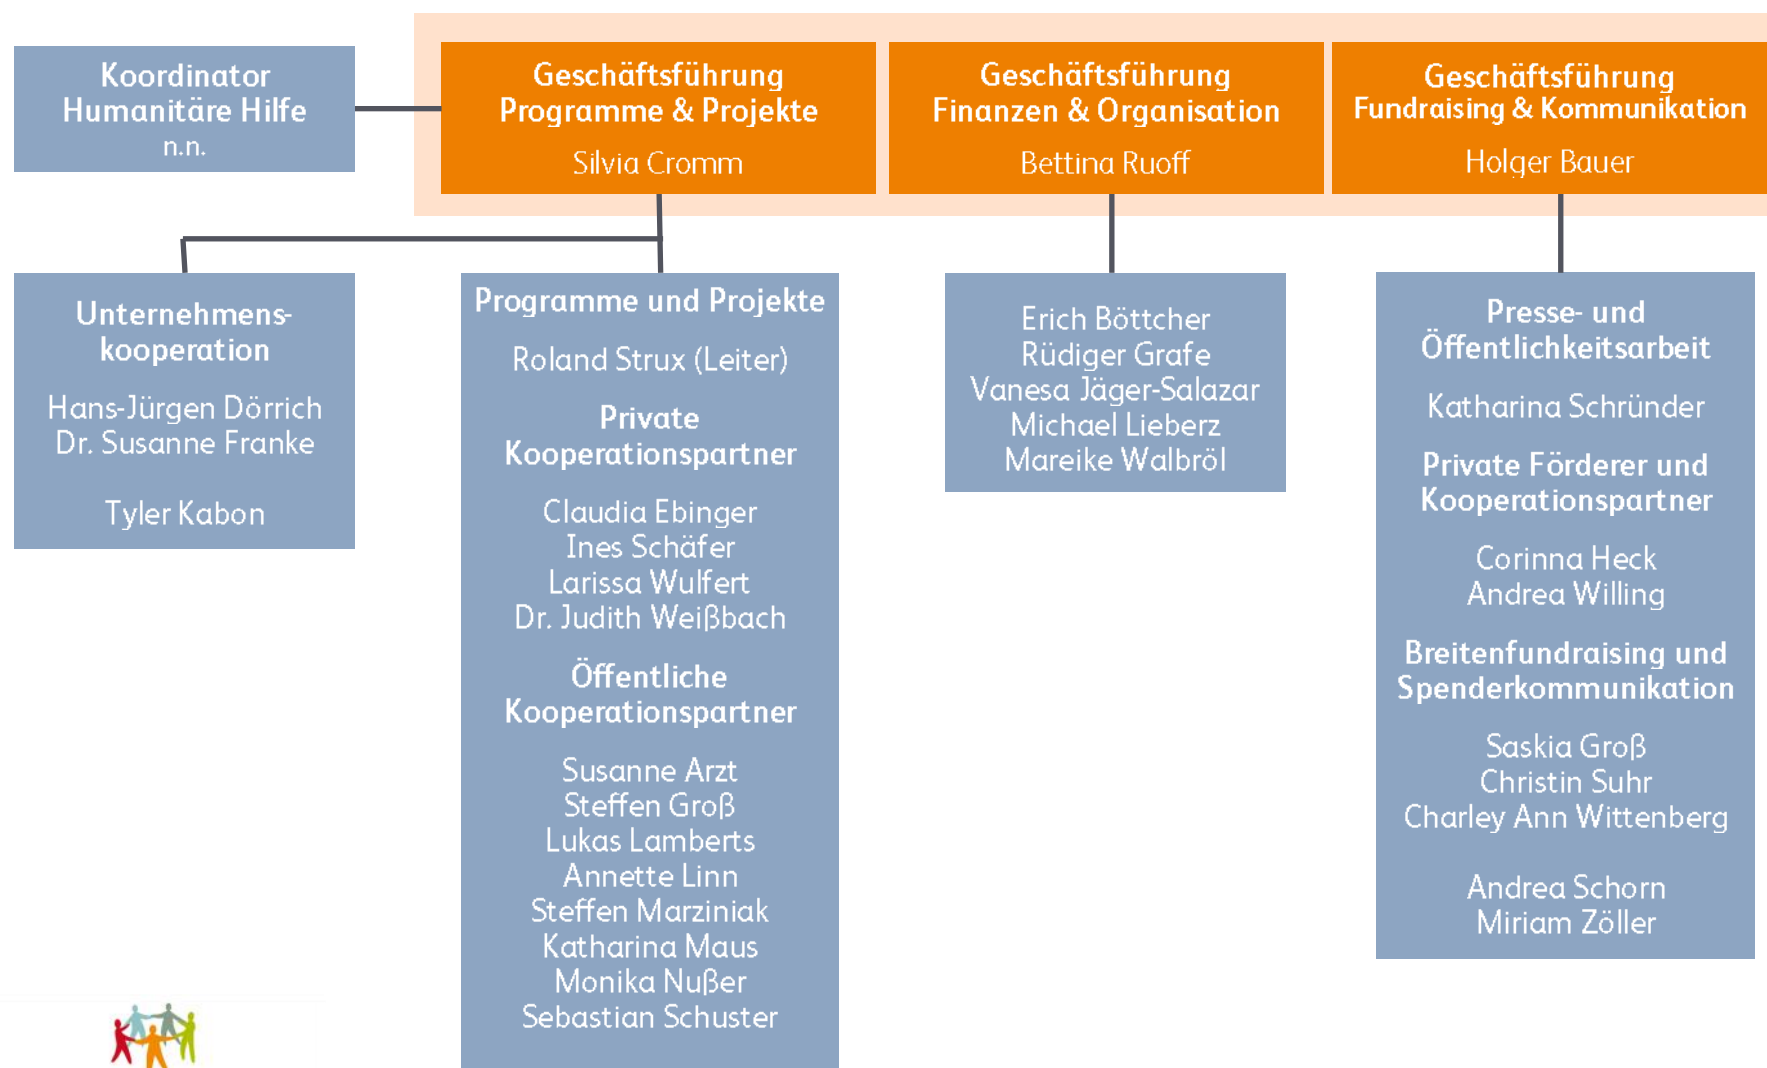 Koordinator
Humanitäre Hilfe
n.n.
Geschäftsführung
Programme & Projekte
Silvia Cromm
Geschäftsführung
Finanzen & Organisation
Bettina Ruoff
Geschäftsführung
Fundraising & Kommunikation
Holger Bauer
Unternehmens-
kooperation
Hans-Jürgen Dörrich
Dr. Susanne Franke
Tyler Kabon
Programme und Projekte
Roland Strux (Leiter)
Private
Kooperationspartner
Claudia Ebinger
Ines Schäfer
Larissa Wulfert
Dr. Judith Weißbach
Öffentliche
Kooperationspartner
Susanne Arzt
Steffen Groß
Lukas Lamberts
Annette Linn
Steffen Marziniak
Katharina Maus
Monika Nußer
Sebastian Schuster
Erich Böttcher
Rüdiger Grafe
Vanesa Jäger-Salazar
Michael Lieberz
Mareike Walbröl
Presse- und
Öffentlichkeitsarbeit
Katharina Schründer
Private Förderer und
Kooperationspartner
Corinna Heck
Andrea Willing
Breitenfundraising und
Spenderkommunikation
Saskia Groß
Christin Suhr
Charley Ann Wittenberg
Andrea Schorn
Miriam Zöller